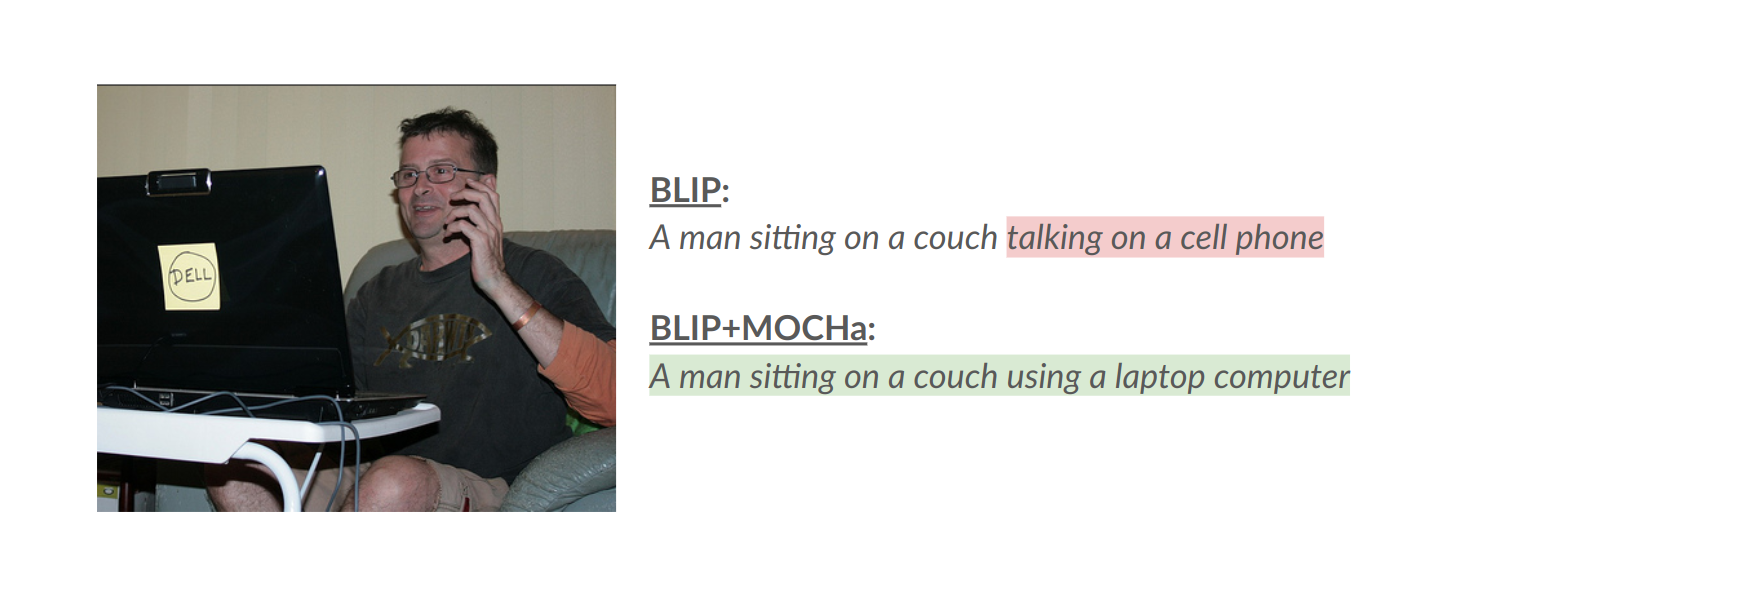 DELL
BLIP:
A man sitting on a couch talking on a cell phone
BLIP+MOCHa:
A man sitting on a couch using a laptop computer